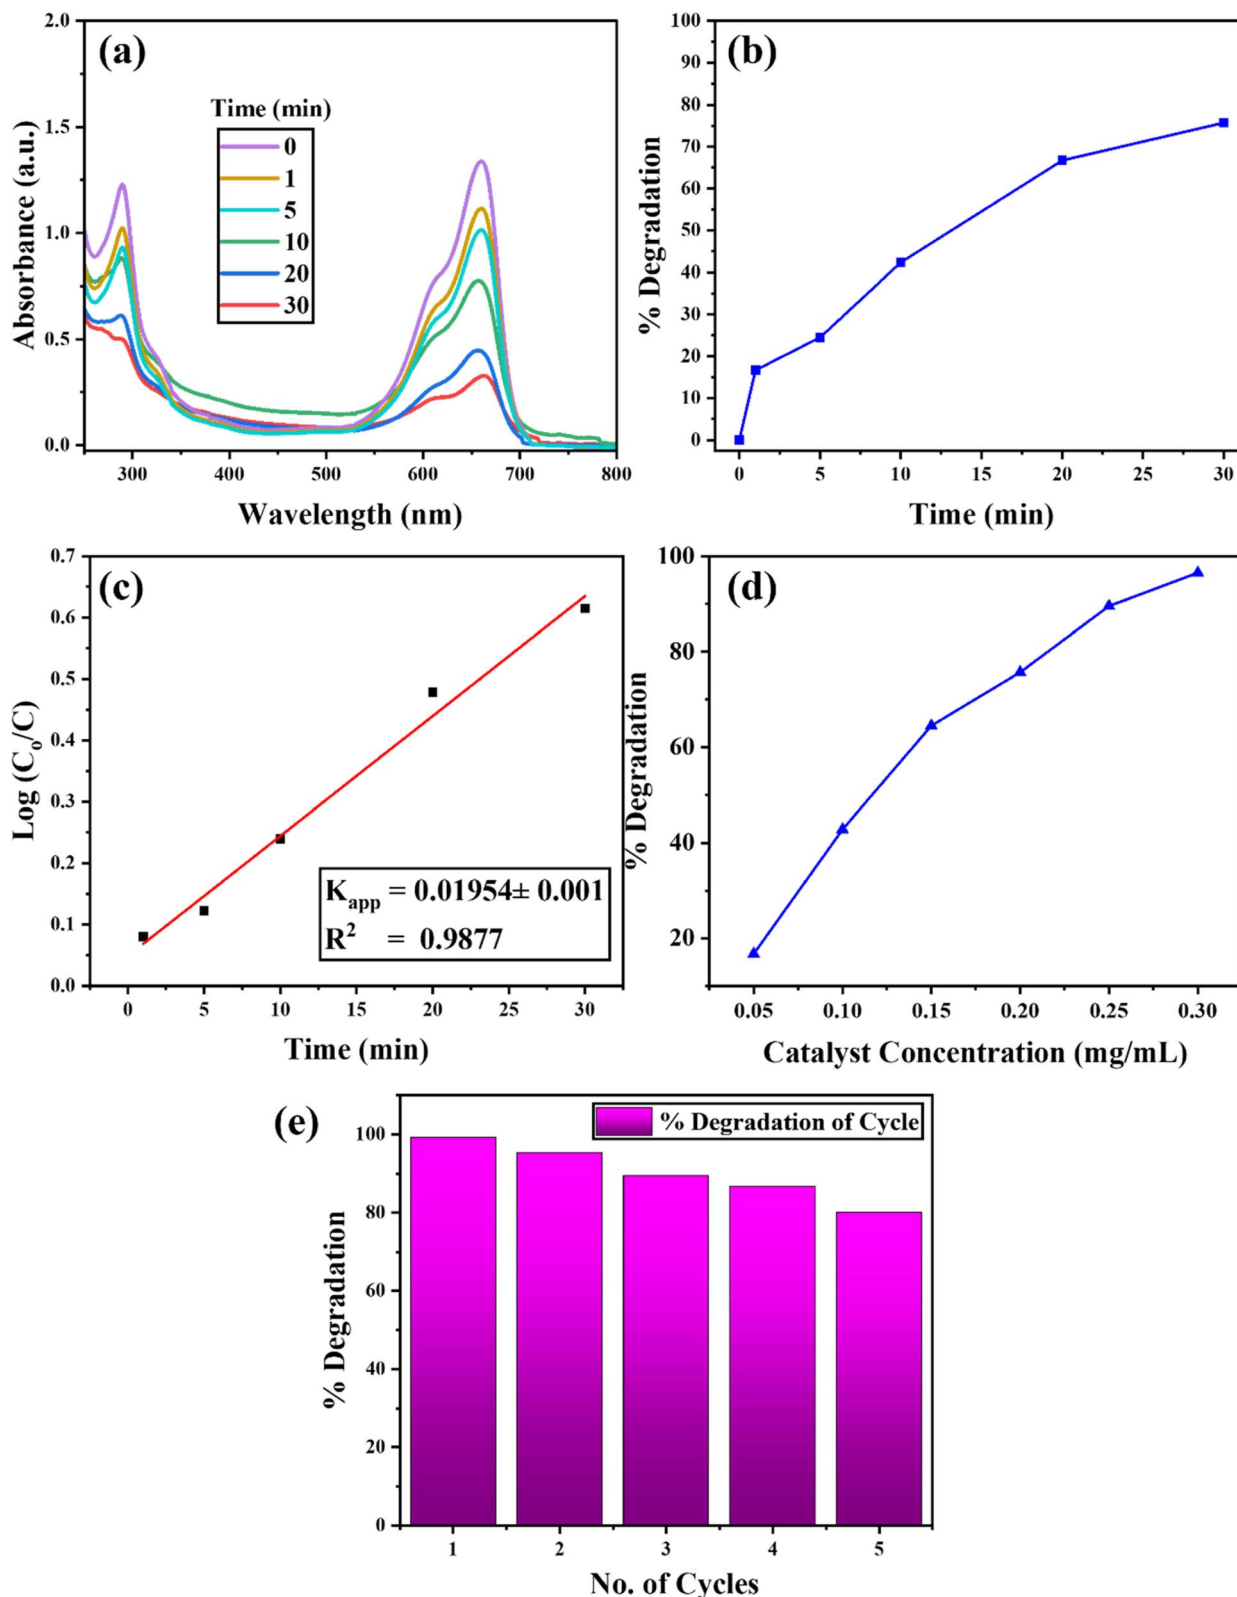 (a)
Time (min)
0
1
5
10
20
30
2.0
1.5
1.0
0.5
0.0
Absorbance (a.u.)
300 400 500 600 700 800
Wavelength (nm)
(b)
100
90
80
70
60
50
40
30
20
10
0
% Degradation
0 5 10 15 20 25 30
Time (min)
(c)
0.7
0.6
0.5
0.4
0.3
0.2
0.1
0.0
Log (Cₒ/C)
K_app = 0.01954± 0.001
R² = 0.9877
0 5 10 15 20 25 30
Time (min)
(d)
100
80
60
40
20
% Degradation
0.05 0.10 0.15 0.20 0.25 0.30
Catalyst Concentration (mg/mL)
(e)
% Degradation of Cycle
100
80
60
40
20
0
% Degradation
1 2 3 4 5
No. of Cycles